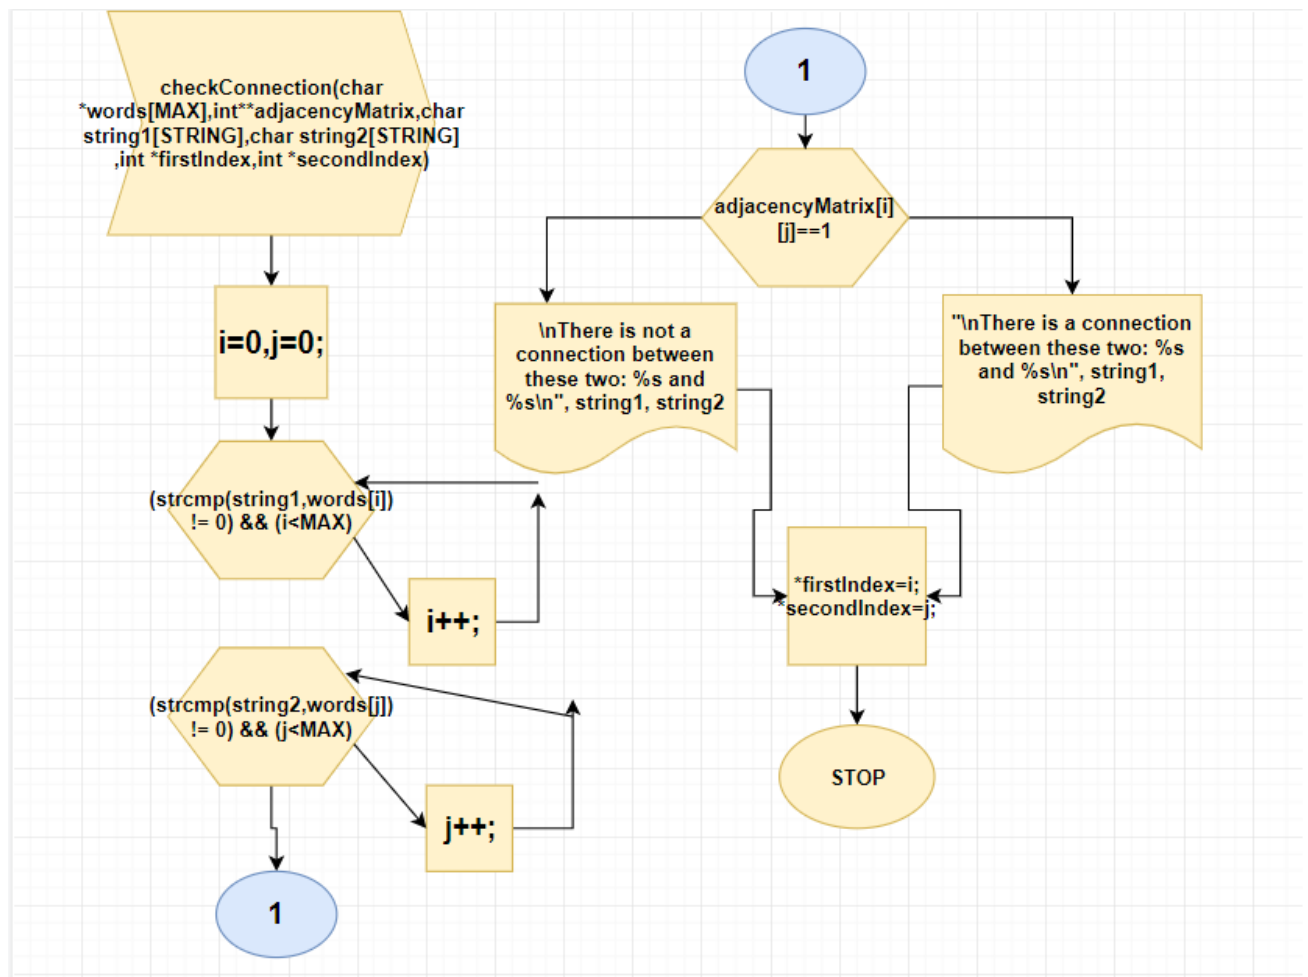 checkConnection(char
*words[MAX],int**adjacencyMatrix,char
string1[STRING],char string2[STRING]
,int *firstIndex,int *secondIndex)
i=0,j=0;
(strcmp(string1,words[i])
!= 0) && (i<MAX)
i++;
(strcmp(string2,words[j])
!= 0) && (j<MAX)
j++;
1
1
adjacencyMatrix[i]
[j]==1
\nThere is not a
connection between
these two: %s and
%s\n", string1, string2
"\nThere is a connection
between these two: %s
and %s\n", string1,
string2
*firstIndex=i;
*secondIndex=j;
STOP